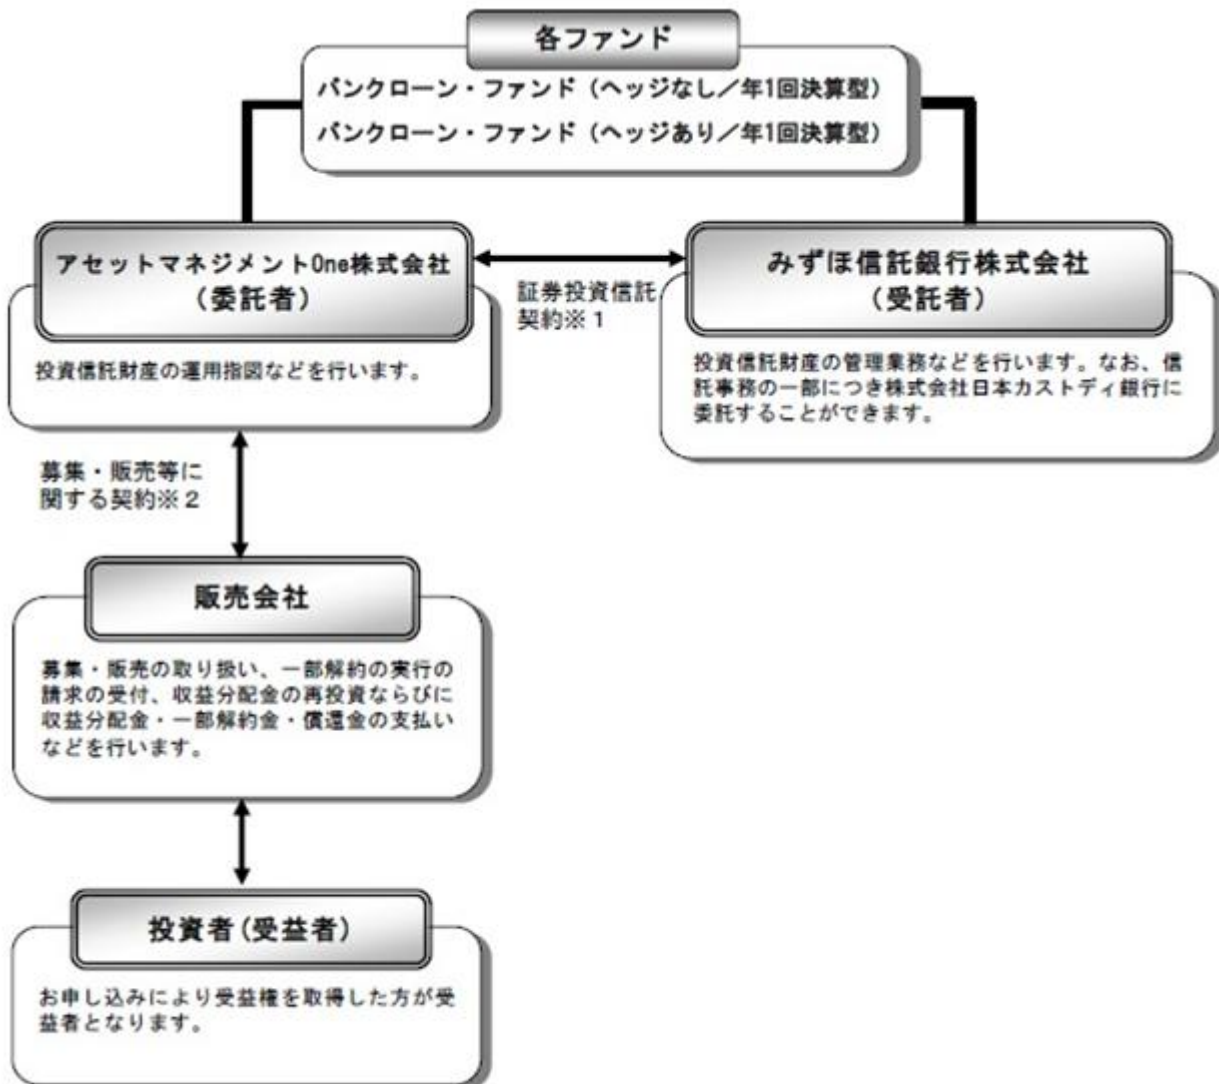 各ファンド
バンクローン・ファンド（ヘッジなし／年1回決算型）
バンクローン・ファンド（ヘッジあり／年1回決算型）
アセットマネジメントOne株式会社
（委託者）
投資信託財産の運用指図などを行います。
証券投資信託
契約※１
みずほ信託銀行株式会社
（受託者）
投資信託財産の管理業務などを行います。なお、信
託事務の一部につき株式会社日本カストディ銀行に
委託することができます。
募集・販売等に
関する契約※２
販売会社
募集・販売の取り扱い、一部解約の実行の
請求の受付、収益分配金の再投資ならびに
収益分配金・一部解約金・償還金の支払い
などを行います。
投資者(受益者)
お申し込みにより受益権を取得した方が受
益者となります。